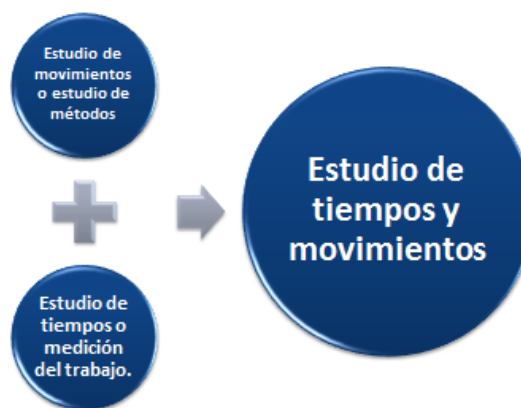 Estudio de
movimientos
o estudio de
métodos
Estudio de
tiempos o
medición
del trabajo.
Estudio de
tiempos y
movimientos